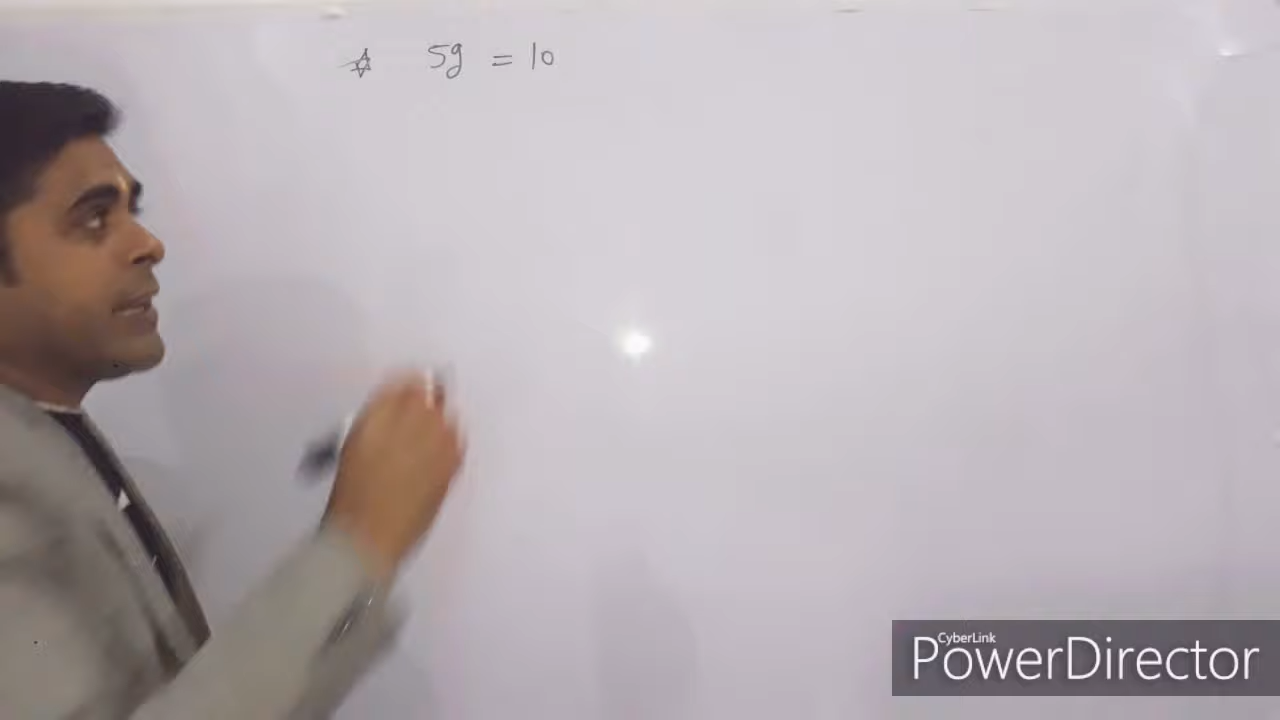 ☆ 5g = 10
CyberLink
PowerDirector